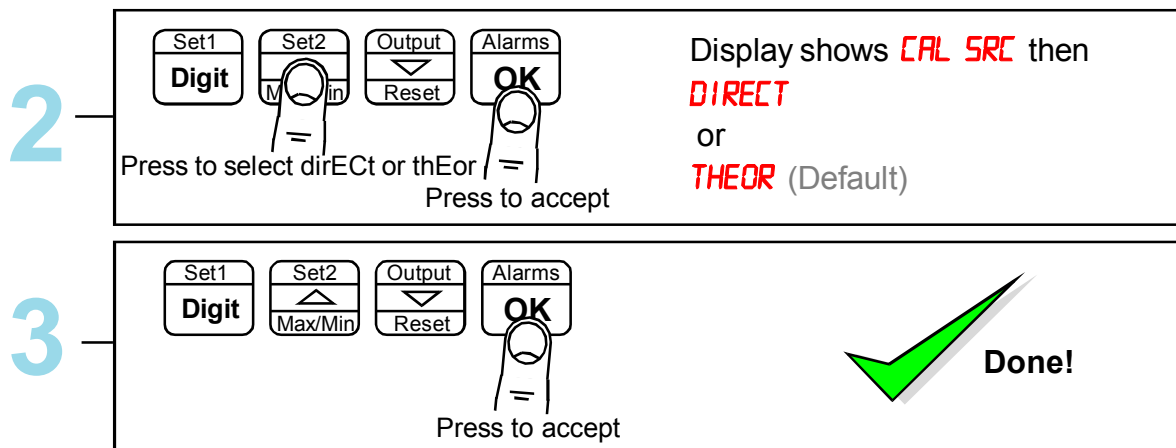 2
Set1 Set2 Output Alarms
Digit OK
Reset
Press to select dirECt or thEor
Press to accept
Display shows CAL SRC then
DIRECT
or
THEOR (Default)
3
Set1 Set2 Output Alarms
Digit OK
Max/Min Reset
Press to accept
Done!